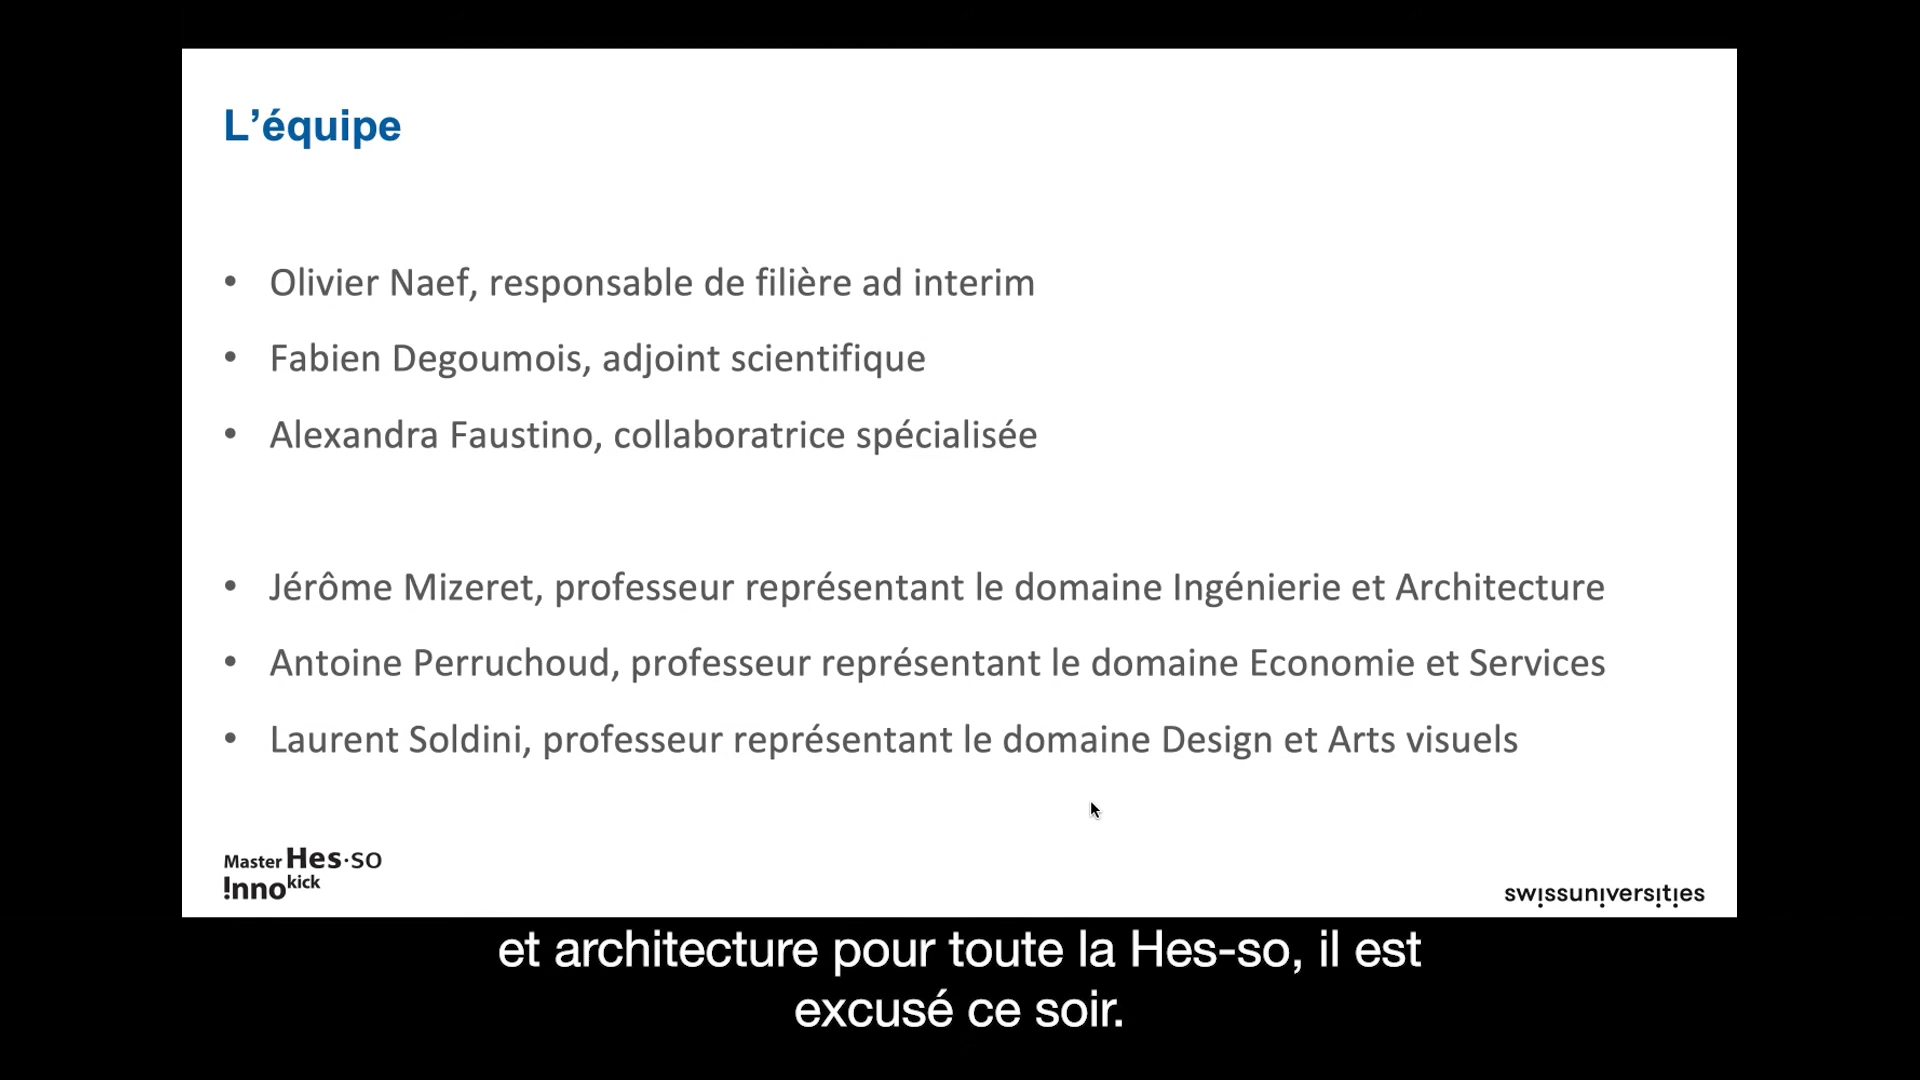 L’équipe
• Olivier Naef, responsable de filière ad interim
• Fabien Degoumois, adjoint scientifique
• Alexandra Faustino, collaboratrice spécialisée
• Jérôme Mizeret, professeur représentant le domaine Ingénierie et Architecture
• Antoine Perruchoud, professeur représentant le domaine Economie et Services
• Laurent Soldini, professeur représentant le domaine Design et Arts visuels
Master Hes·so
!nnokick
swissuniversities
et architecture pour toute la Hes-so, il est
excusé ce soir.